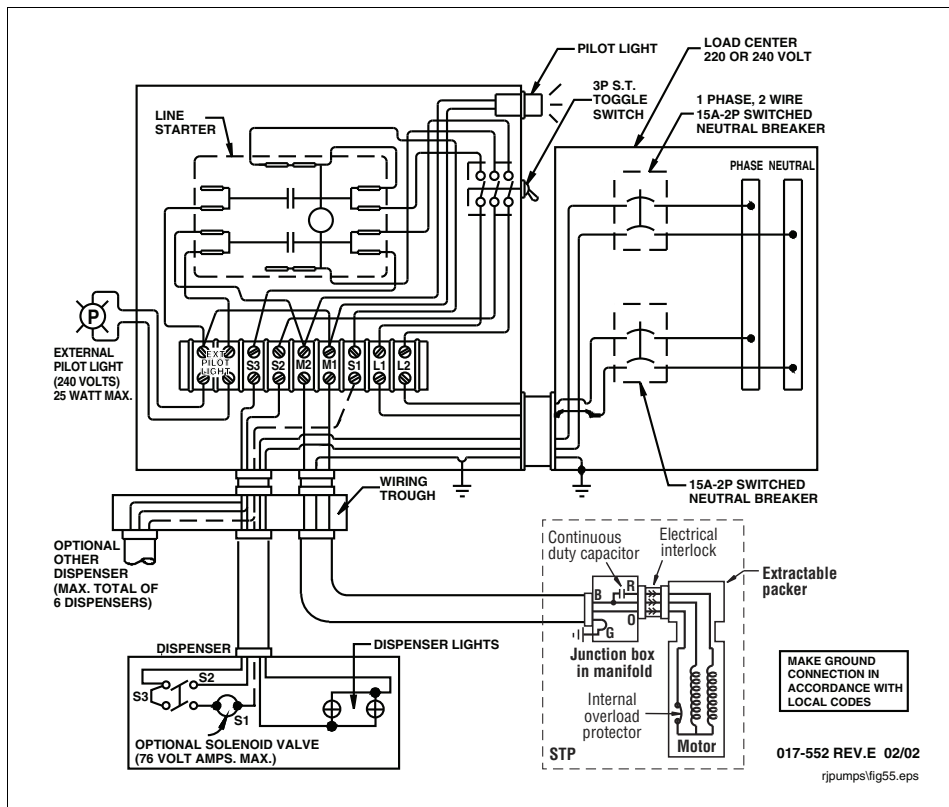 PILOT LIGHT
LOAD CENTER
220 OR 240 VOLT
3P S.T.
TOGGLE
SWITCH
1 PHASE, 2 WIRE
15A-2P SWITCHED
NEUTRAL BREAKER
LINE
STARTER
PHASE
NEUTRAL
P
EXTERNAL
PILOT LIGHT
(240 VOLTS)
25 WATT MAX.
EXT
PILOT
LIGHT
S3
S2
M2
M1
S1
L1
L2
15A-2P SWITCHED
NEUTRAL BREAKER
WIRING
TROUGH
OPTIONAL
OTHER
DISPENSER
(MAX. TOTAL OF
6 DISPENSERS)
Continuous
duty capacitor
Electrical
interlock
Extractable
packer
B
R
O
G
Junction box
in manifold
Internal
overload
protector
Motor
STP
DISPENSER
DISPENSER LIGHTS
S2
S3
S1
OPTIONAL SOLENOID VALVE
(76 VOLT AMPS. MAX.)
MAKE GROUND
CONNECTION IN
ACCORDANCE WITH
LOCAL CODES
017-552 REV.E 02/02
rjpumps\fig55.eps